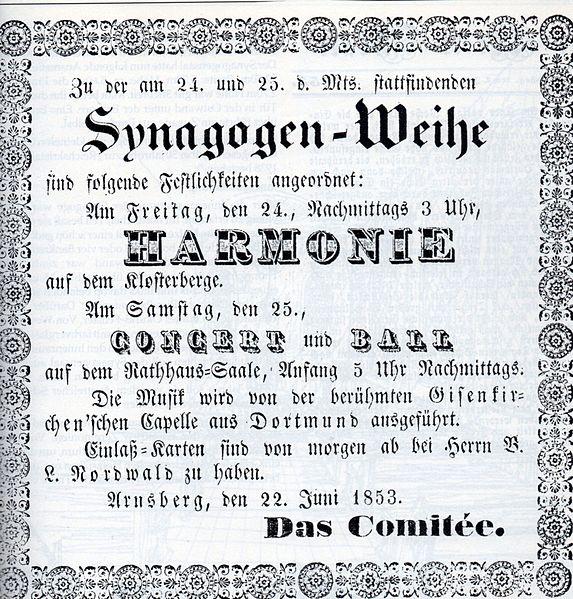 Zu der am 24. und 25. d. Mts. stattfindenden
Synagogen-Weihe
sind folgende Festlichkeiten angeordnet:
Am Freitag, den 24., Nachmittags 3 Uhr,
HARMONIE
auf dem Klosterberge.
Am Samstag, den 25.,
CONCERT und BALL
auf dem Rathhaus-Saale, Anfang 5 Uhr Nachmittags.
Die Musik wird von der berühmten Giesenkir-
chen'schen Capelle aus Dortmund ausgeführt.
Einlaß-Karten sind von morgen ab bei Herrn B.
L. Nordwald zu haben.
Arnsberg, den 22. Juni 1853.
Das Comitée.